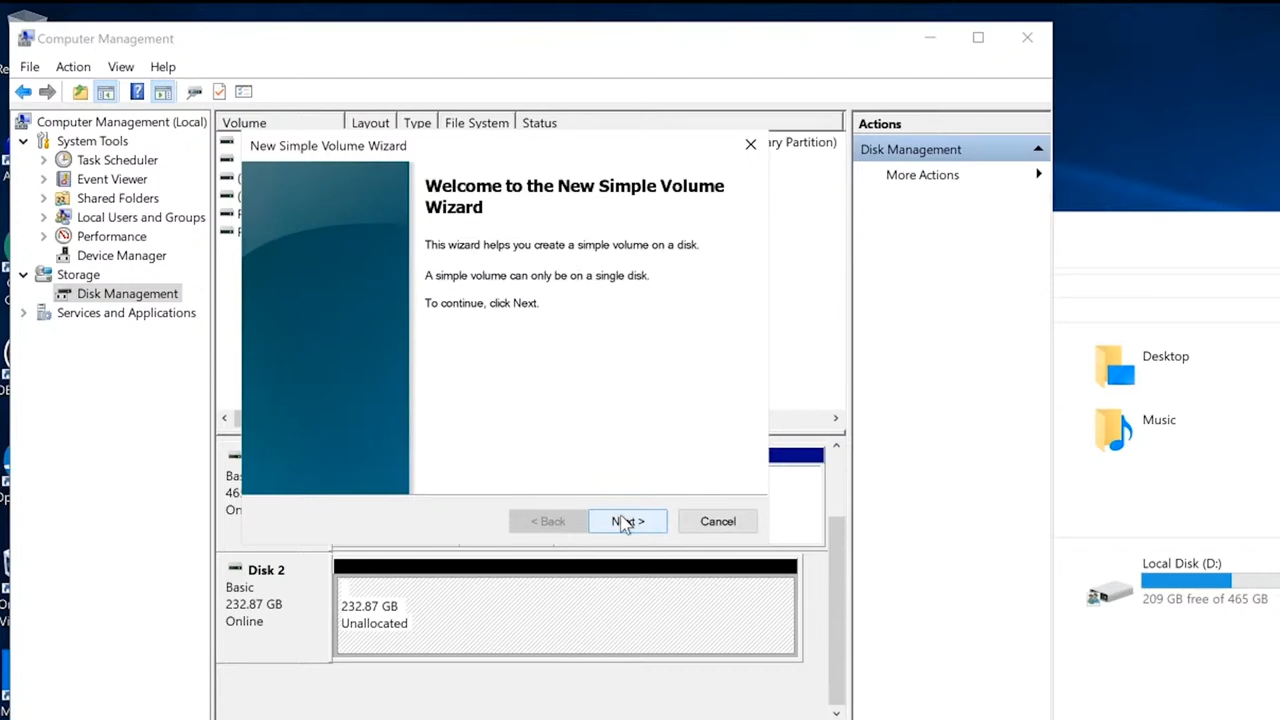 Computer Management
File Action View Help
Computer Management (Local)
System Tools
Task Scheduler
Event Viewer
Shared Folders
Local Users and Groups
Performance
Device Manager
Storage
Disk Management
Services and Applications
Volume Layout Type File System Status
ary Partition)
New Simple Volume Wizard
Welcome to the New Simple Volume
Wizard
This wizard helps you create a simple volume on a disk.
A simple volume can only be on a single disk.
To continue, click Next.
< Back Next > Cancel
Bas
46
On
Disk 2
Basic
232.87 GB
Online
232.87 GB
Unallocated
Actions
Disk Management
More Actions
Desktop
Music
Local Disk (D:)
209 GB free of 465 GB